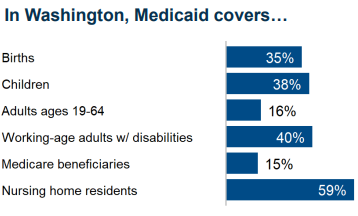 In Washington, Medicaid covers...
Births 35%
Children 38%
Adults ages 19-64 16%
Working-age adults w/ disabilities 40%
Medicare beneficiaries 15%
Nursing home residents 59%